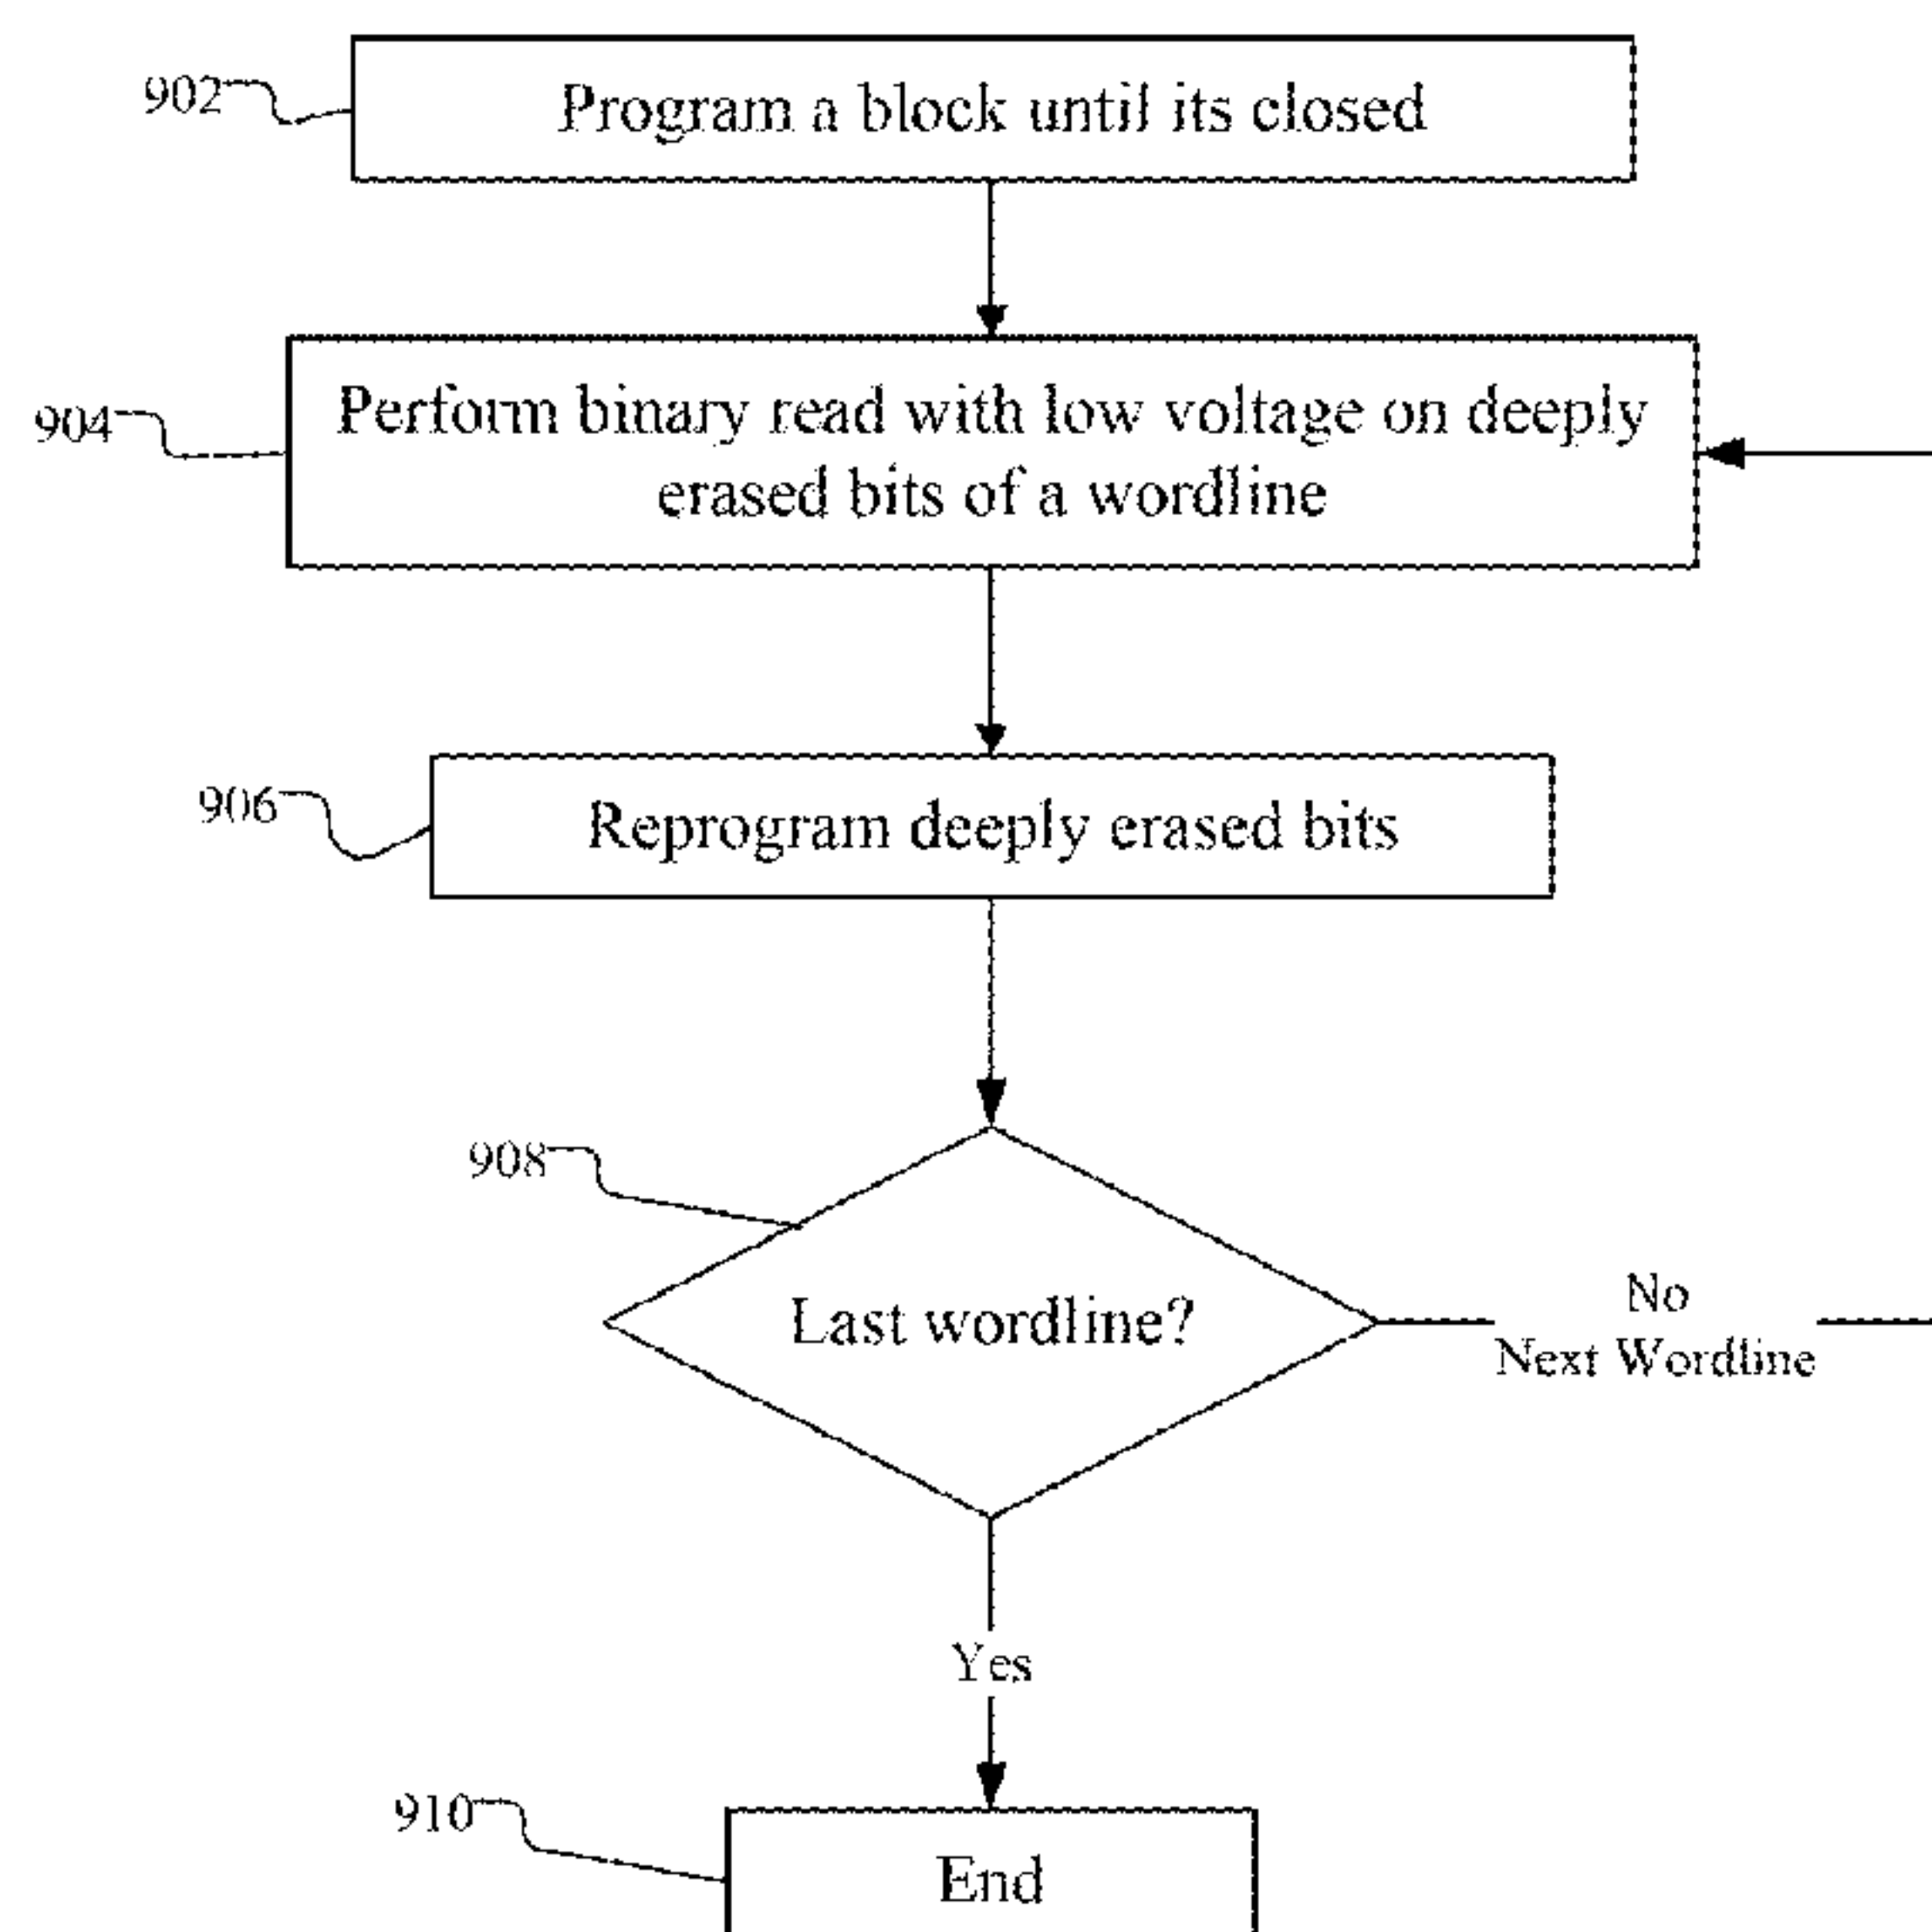 902
Program a block until its closed
904
Perform binary read with low voltage on deeply
erased bits of a wordline
906
Reprogram deeply erased bits
908
Last wordline?
No
Next Wordline
Yes
910
End